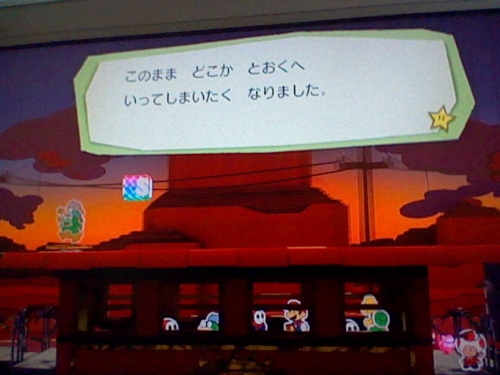 このまま　どこか　とおくへ
いってしまいたく　なりました。
S